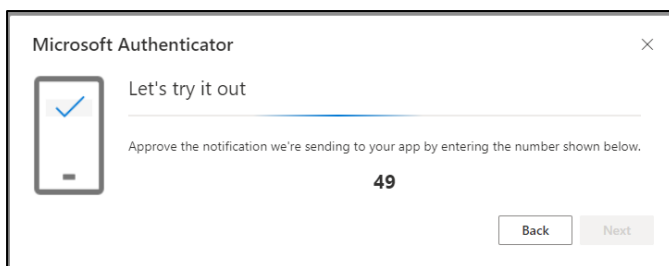 Microsoft Authenticator
Let's try it out
Approve the notification we're sending to your app by entering the number shown below.
49
Back
Next